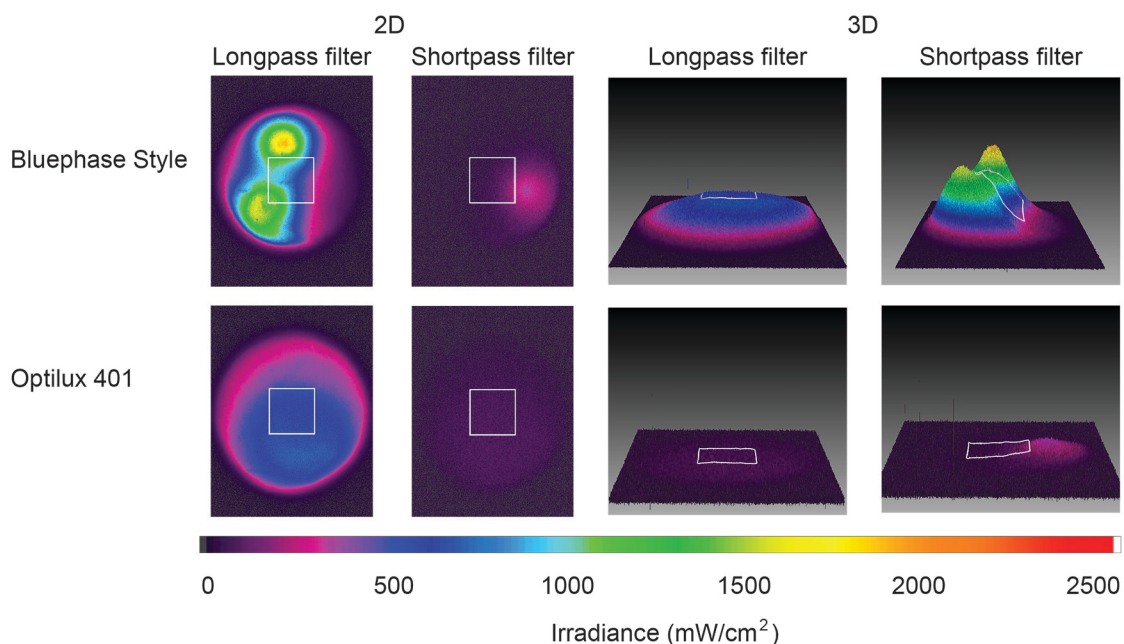 2D 3D
Longpass filter Shortpass filter Longpass filter Shortpass filter
Bluephase Style
Optilux 401
0 500 1000 1500 2000 2500
Irradiance (mW/cm²)